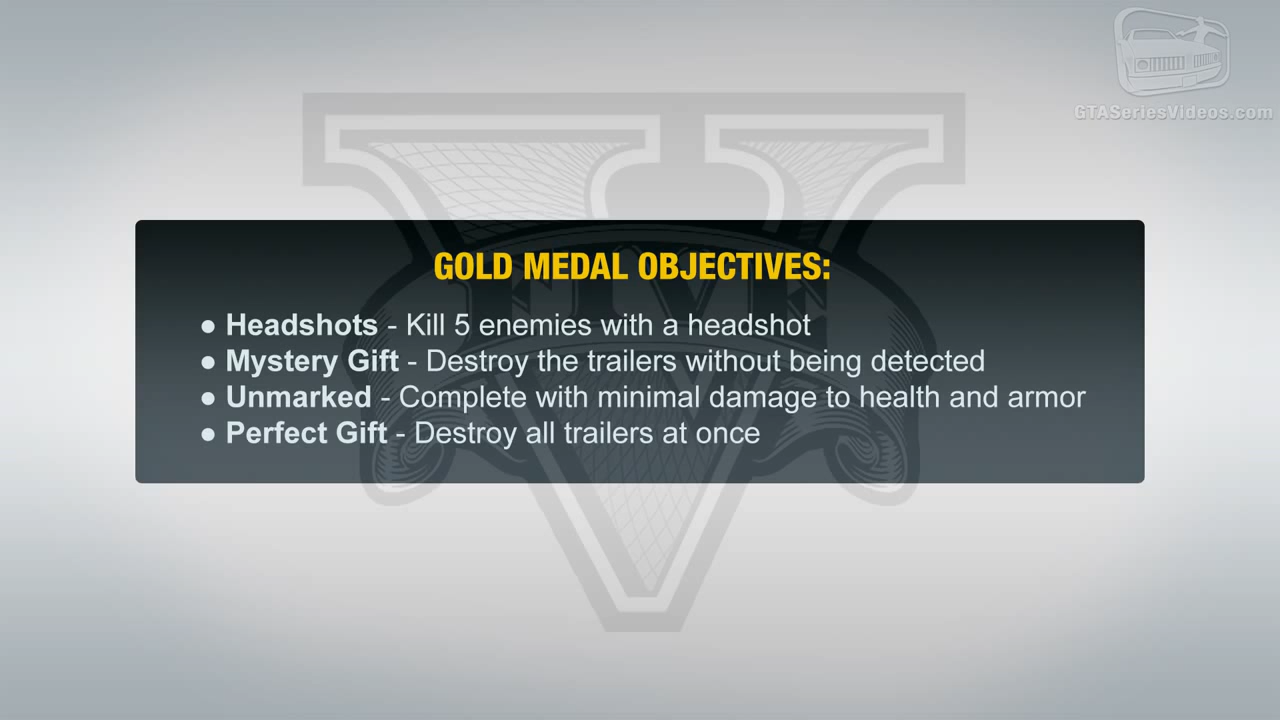 GTASeriesVideos.com
FIVE
GOLD MEDAL OBJECTIVES:
● Headshots - Kill 5 enemies with a headshot
● Mystery Gift - Destroy the trailers without being detected
● Unmarked - Complete with minimal damage to health and armor
● Perfect Gift - Destroy all trailers at once